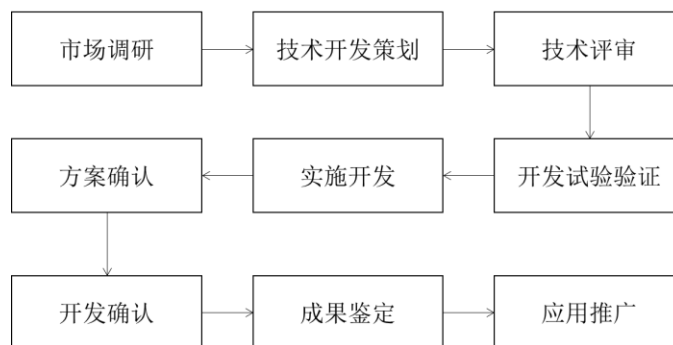 市场调研
技术开发策划
技术评审
开发试验验证
实施开发
方案确认
开发确认
成果鉴定
应用推广